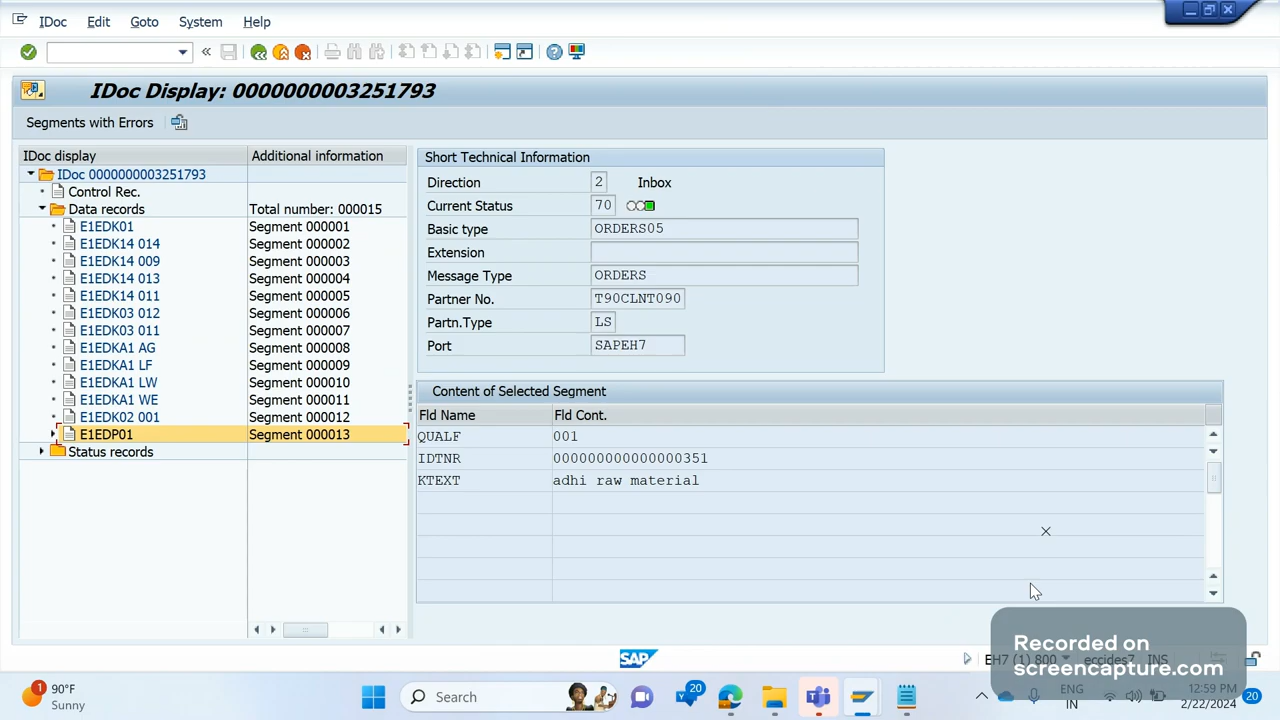 IDoc Edit Goto System Help
IDoc Display: 0000000003251793
Segments with Errors
IDoc display Additional information
IDoc 0000000003251793
Control Rec.
Data records Total number: 000015
E1EDK01 Segment 000001
E1EDK14 014 Segment 000002
E1EDK14 009 Segment 000003
E1EDK14 013 Segment 000004
E1EDK14 011 Segment 000005
E1EDK03 012 Segment 000006
E1EDK03 011 Segment 000007
E1EDKA1 AG Segment 000008
E1EDKA1 LF Segment 000009
E1EDKA1 LW Segment 000010
E1EDKA1 WE Segment 000011
E1EDK02 001 Segment 000012
E1EDP01 Segment 000013
Status records
Short Technical Information
Direction 2 Inbox
Current Status 70
Basic type ORDERS05
Extension
Message Type ORDERS
Partner No. T90CLNT090
Partn.Type LS
Port SAPEH7
Content of Selected Segment
Fld Name Fld Cont.
QUALF 001
IDTNR 000000000000000351
KTEXT adhi raw material
Recorded on
screencapture.com
SAP
EH7 (1) 800 eccides7 INS
1 90°F
Sunny
Search
20
ENG
IN
12:59 PM
2/22/2024
20